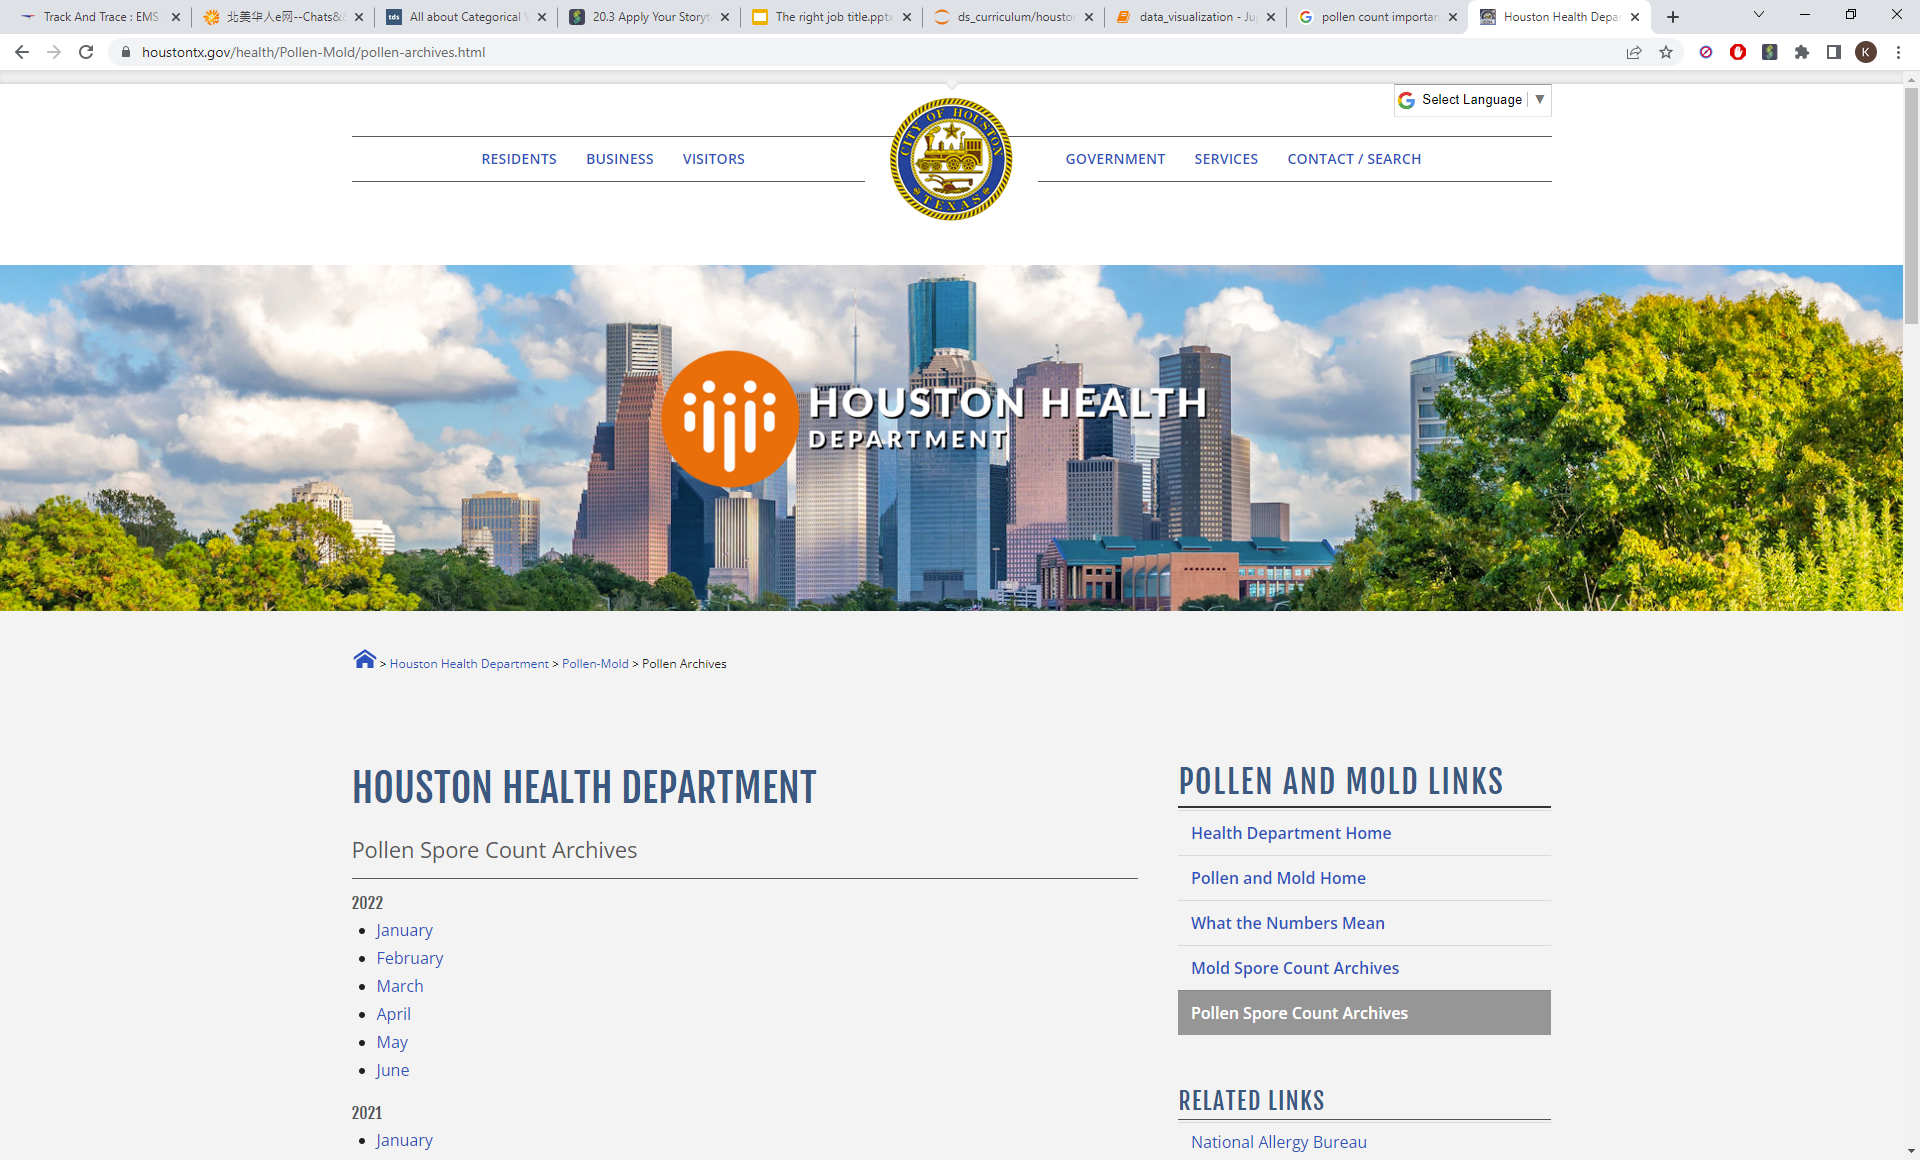 Track And Trace : EMS
北美华人e网--Chats&
All about Categorical
20.3 Apply Your Storyt
The right job title.pptx
ds_curriculum/housto
data_visualization - Ju
pollen count importan
Houston Health Depar
houstontx.gov/health/Pollen-Mold/pollen-archives.html
K
Select Language ▼
RESIDENTS BUSINESS VISITORS
CITY OF HOUSTON
TEXAS
GOVERNMENT SERVICES CONTACT / SEARCH
HOUSTON HEALTH
DEPARTMENT
> Houston Health Department > Pollen-Mold > Pollen Archives
HOUSTON HEALTH DEPARTMENT
Pollen Spore Count Archives
2022
January
February
March
April
May
June
2021
January
POLLEN AND MOLD LINKS
Health Department Home
Pollen and Mold Home
What the Numbers Mean
Mold Spore Count Archives
Pollen Spore Count Archives
RELATED LINKS
National Allergy Bureau